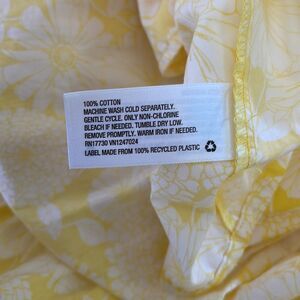 100% COTTON
MACHINE WASH COLD SEPARATELY.
GENTLE CYCLE. ONLY NON-CHLORINE
BLEACH IF NEEDED. TUMBLE DRY LOW.
REMOVE PROMPTLY. WARM IRON IF NEEDED.
RN17730 VN1247024
LABEL MADE FROM 100% RECYCLED PLASTIC